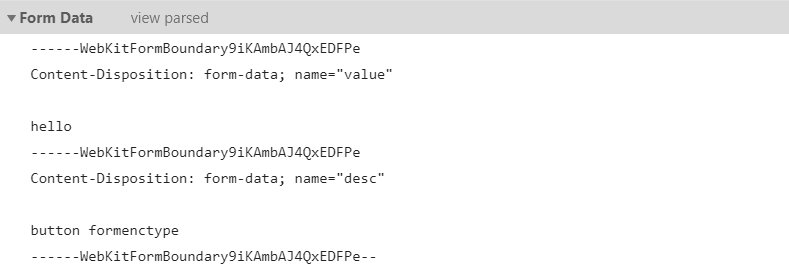 Form Data view parsed
------WebKitFormBoundary9iKAmbAJ4QxEDFPe
Content-Disposition: form-data; name="value"
hello
------WebKitFormBoundary9iKAmbAJ4QxEDFPe
Content-Disposition: form-data; name="desc"
button formenctype
------WebKitFormBoundary9iKAmbAJ4QxEDFPe--